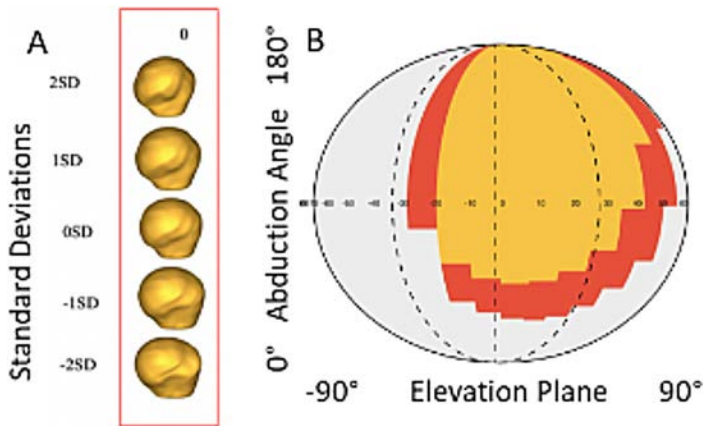 A
0
2SD
1SD
0SD
-1SD
-2SD
Standard Deviations
B
180°
Abduction Angle
0°
-30 -20 -10 10 20 30 40 50 60
-90°
Elevation Plane
90°